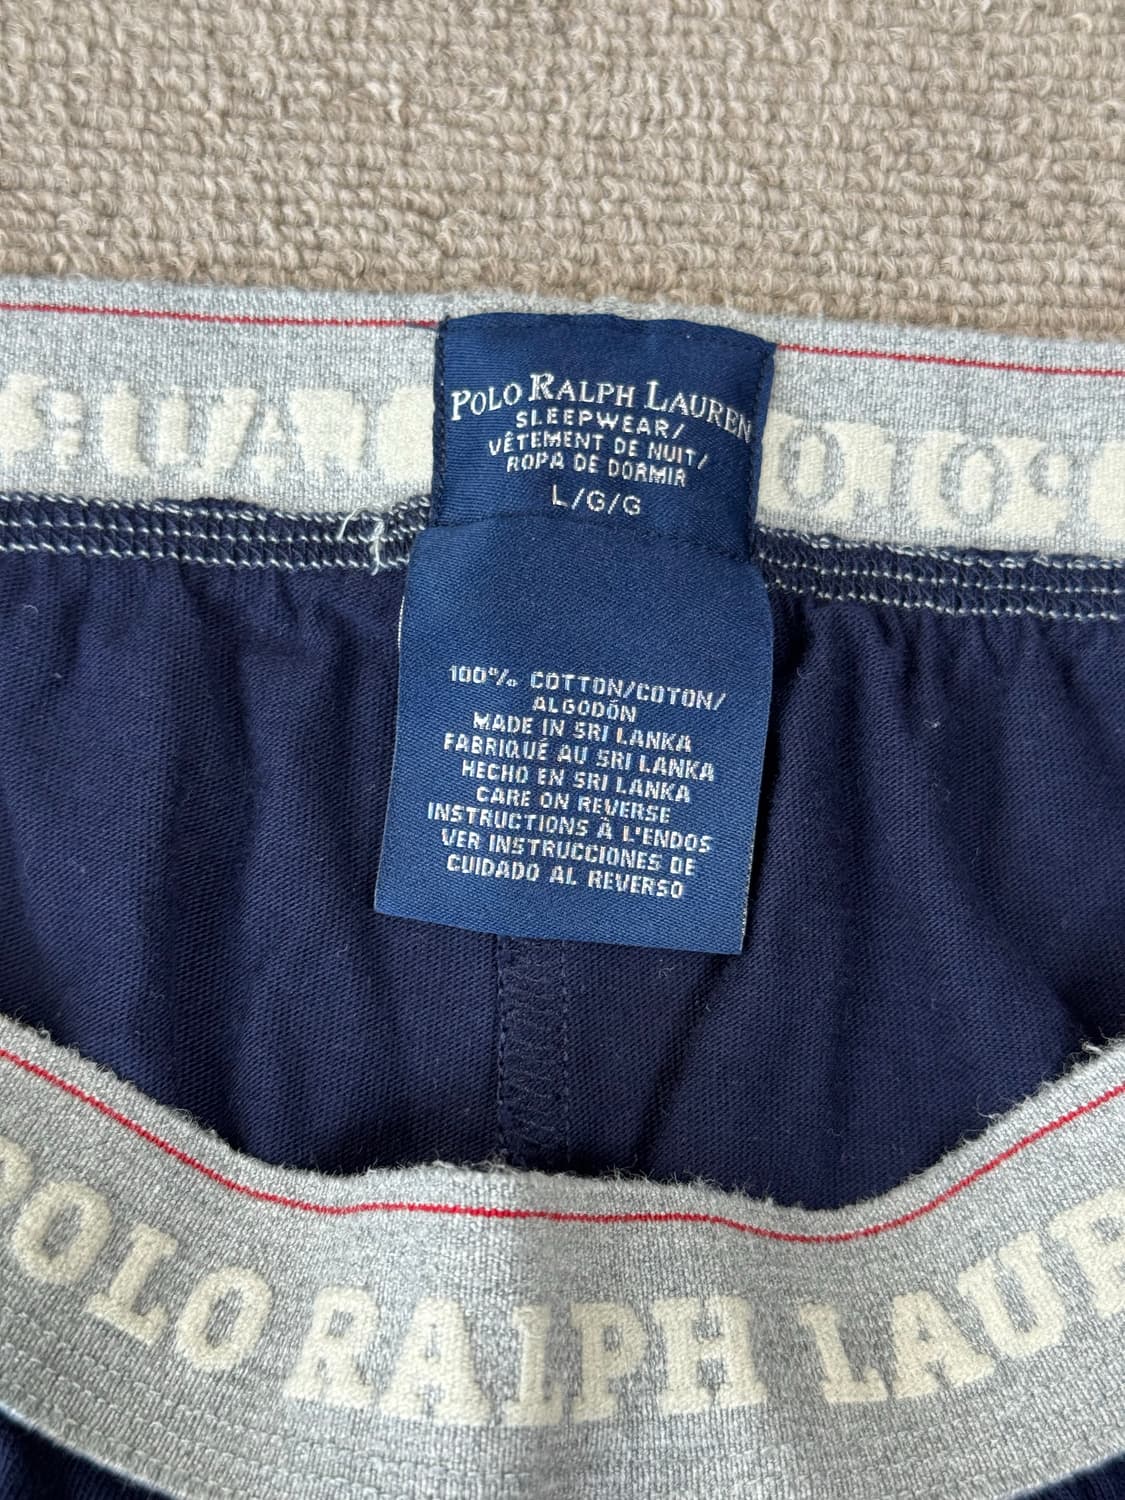 POLO RALPH LAUREN
SLEEPWEAR/
VÊTEMENT DE NUIT/
ROPA DE DORMIR
L/G/G
100% COTTON/COTON/
ALGODÓN
MADE IN SRI LANKA
FABRIQUÉ AU SRI LANKA
HECHO EN SRI LANKA
CARE ON REVERSE
INSTRUCTIONS À L'ENDOS
VER INSTRUCCIONES DE
CUIDADO AL REVERSO
POLO RALPH LAUR